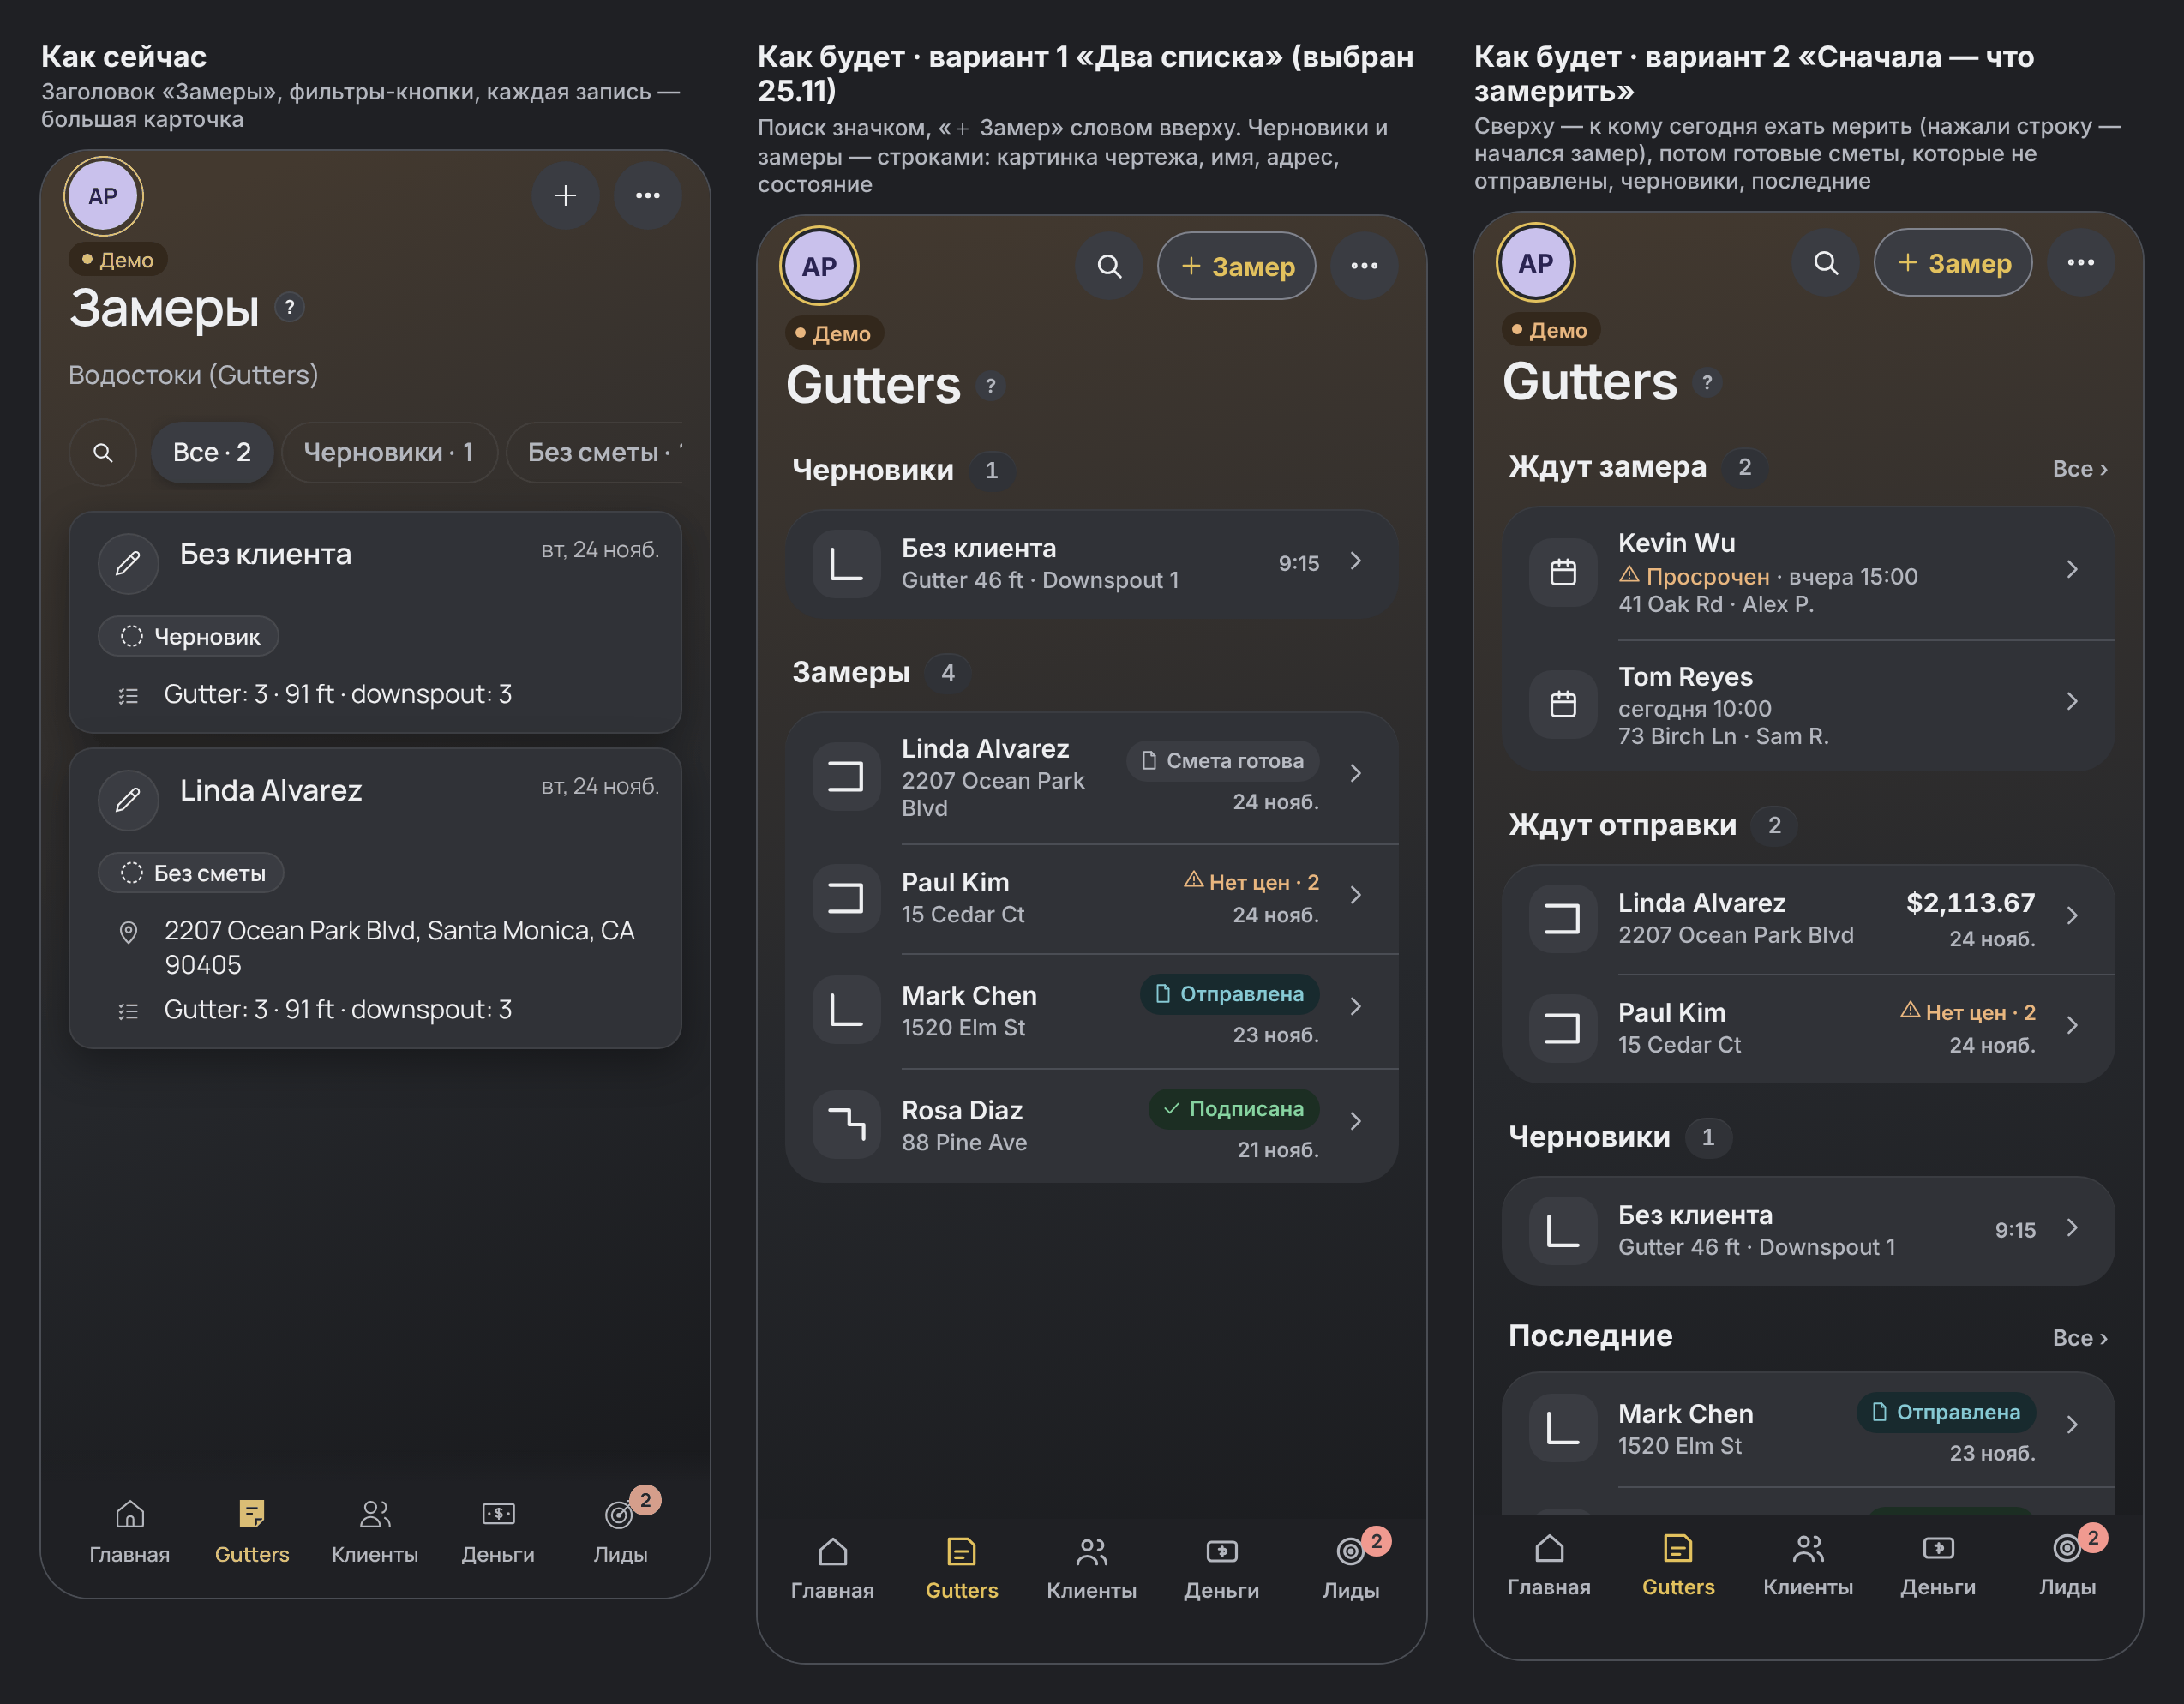 Как сейчас
Заголовок «Замеры», фильтры-кнопки, каждая запись —
большая карточка
AP
Демо
Замеры ?
Водостоки (Gutters)
Все · 2
Черновики · 1
Без сметы ·
Без клиента
вт, 24 нояб.
Черновик
Gutter: 3 · 91 ft · downspout: 3
Linda Alvarez
вт, 24 нояб.
Без сметы
2207 Ocean Park Blvd, Santa Monica, CA
90405
Gutter: 3 · 91 ft · downspout: 3
2
Главная
Gutters
Клиенты
Деньги
Лиды
Как будет · вариант 1 «Два списка» (выбран
25.11)
Поиск значком, «+ Замер» словом вверху. Черновики и
замеры — строками: картинка чертежа, имя, адрес,
состояние
AP
+ Замер
Демо
Gutters ?
Черновики 1
Без клиента
Gutter 46 ft · Downspout 1
9:15
Замеры 4
Linda Alvarez
2207 Ocean Park
Blvd
Смета готова
24 нояб.
Paul Kim
15 Cedar Ct
Нет цен · 2
24 нояб.
Mark Chen
1520 Elm St
Отправлена
23 нояб.
Rosa Diaz
88 Pine Ave
Подписана
21 нояб.
2
Главная
Gutters
Клиенты
Деньги
Лиды
Как будет · вариант 2 «Сначала — что
замерить»
Сверху — к кому сегодня ехать мерить (нажали строку —
начался замер), потом готовые сметы, которые не
отправлены, черновики, последние
AP
+ Замер
Демо
Gutters ?
Ждут замера 2
Все ›
Kevin Wu
Просрочен · вчера 15:00
41 Oak Rd · Alex P.
Tom Reyes
сегодня 10:00
73 Birch Ln · Sam R.
Ждут отправки 2
Linda Alvarez
2207 Ocean Park Blvd
$2,113.67
24 нояб.
Paul Kim
15 Cedar Ct
Нет цен · 2
24 нояб.
Черновики 1
Без клиента
Gutter 46 ft · Downspout 1
9:15
Последние
Все ›
Mark Chen
1520 Elm St
Отправлена
23 нояб.
2
Главная
Gutters
Клиенты
Деньги
Лиды